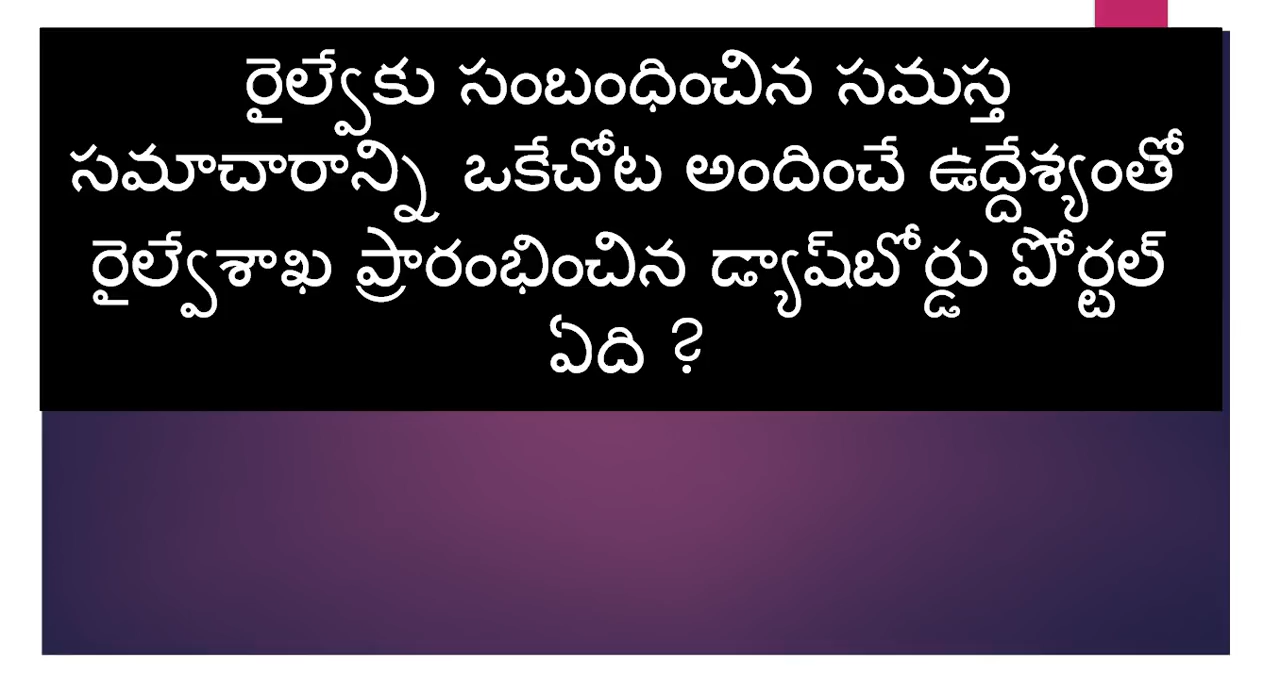 రైల్వేకు సంబంధించిన సమస్త
సమాచారాన్ని ఒకేచోట అందించే ఉద్దేశ్యంతో
రైల్వేశాఖ ప్రారంభించిన డ్యాష్‌బోర్డు పోర్టల్
ఏది ?